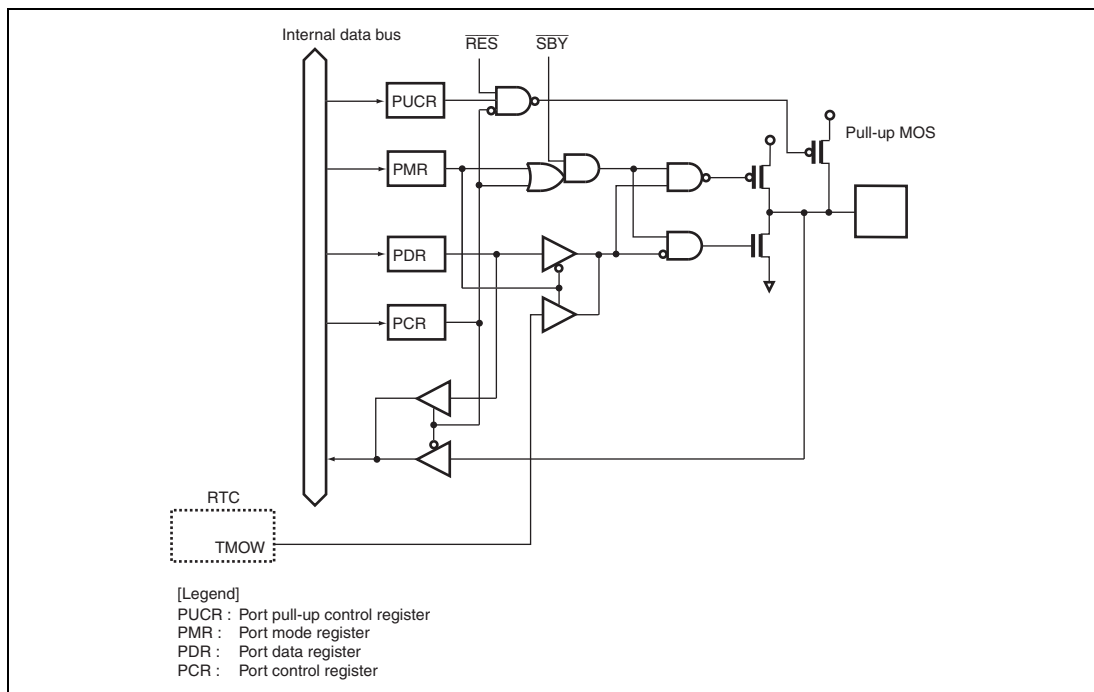 Internal data bus
RES
SBY
PUCR
Pull-up MOS
PMR
PDR
PCR
RTC
TMOW
[Legend]
PUCR : Port pull-up control register
PMR : Port mode register
PDR : Port data register
PCR : Port control register